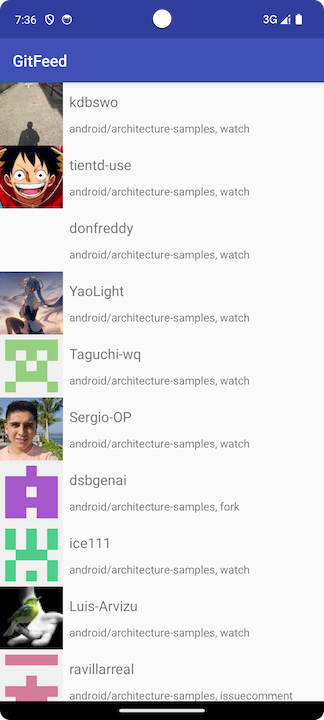 7:36
3G
GitFeed
kdbswo
android/architecture-samples, watch
tientd-use
android/architecture-samples, watch
donfreddy
android/architecture-samples, watch
YaoLight
android/architecture-samples, watch
Taguchi-wq
android/architecture-samples, watch
Sergio-OP
android/architecture-samples, watch
dsbgenai
android/architecture-samples, fork
ice111
android/architecture-samples, watch
Luis-Arvizu
android/architecture-samples, watch
ravillarreal
android/architecture-samples, issuecomment